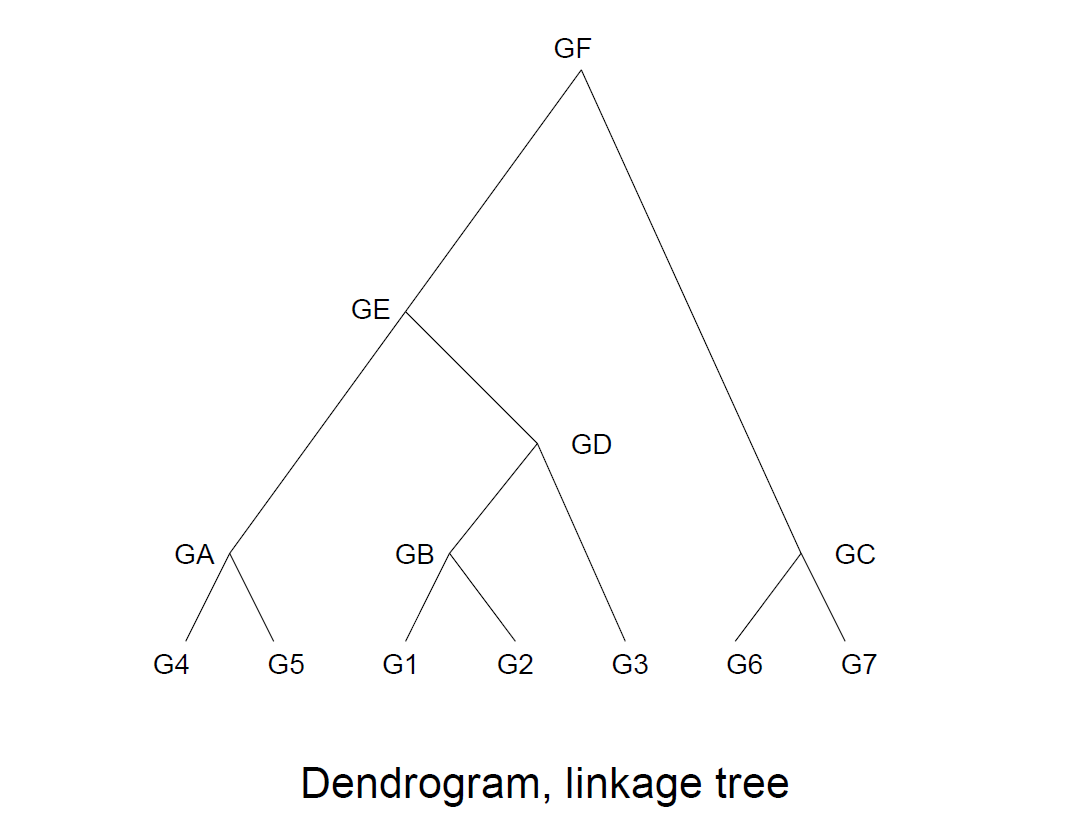 GF
GE
GD
GA GB GC
G4 G5 G1 G2 G3 G6 G7
Dendrogram, linkage tree